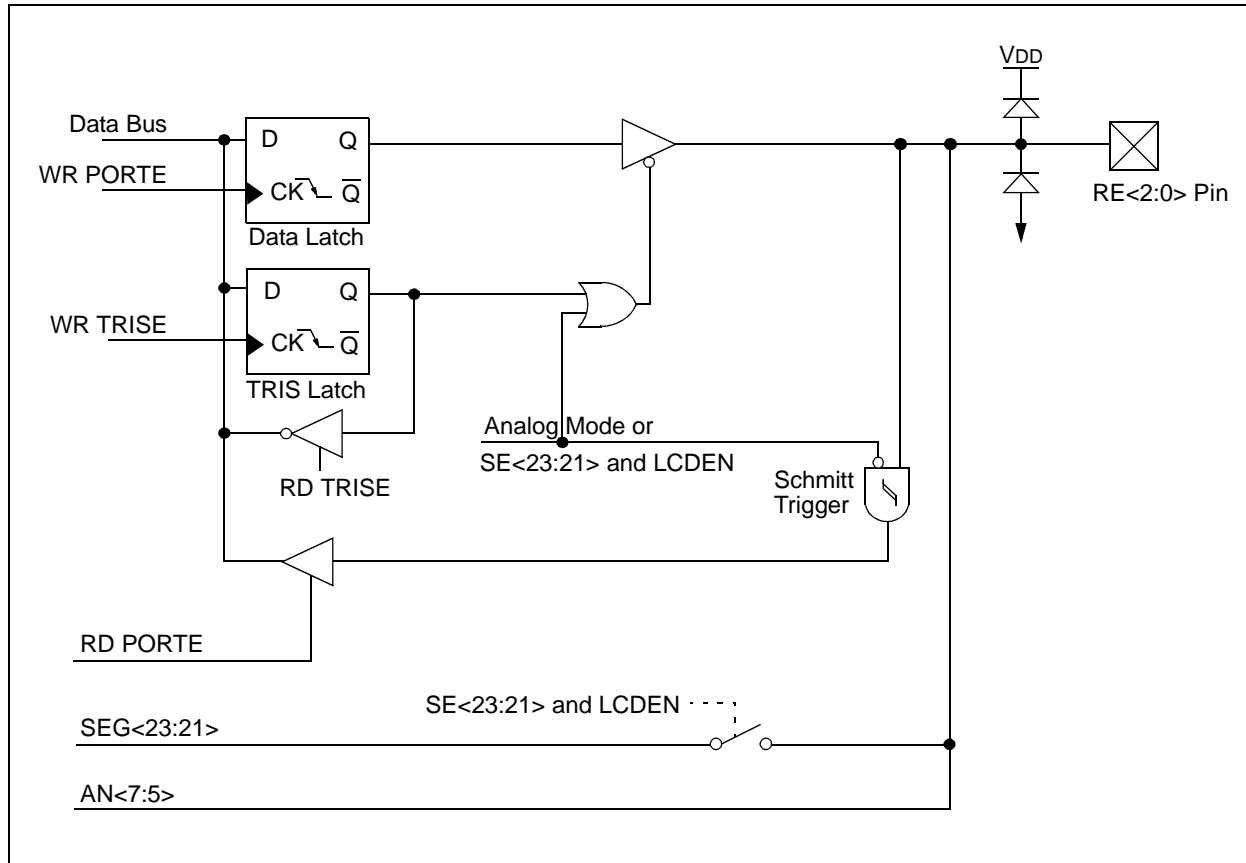 VDD
Data Bus
D Q
WR PORTE
CK Q
RE<2:0> Pin
Data Latch
D Q
WR TRISE
CK Q
TRIS Latch
Analog Mode or
SE<23:21> and LCDEN
RD TRISE
Schmitt
Trigger
RD PORTE
SE<23:21> and LCDEN
SEG<23:21>
AN<7:5>